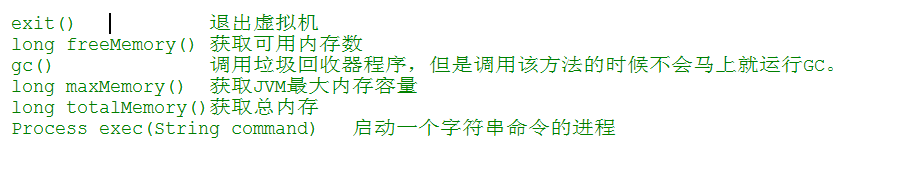 exit()            退出虚拟机
long freeMemory() 获取可用内存数
gc()              调用垃圾回收器程序，但是调用该方法的时候不会马上就运行GC。
long maxMemory()  获取JVM最大内存容量
long totalMemory()获取总内存
Process exec(String command)   启动一个字符串命令的进程